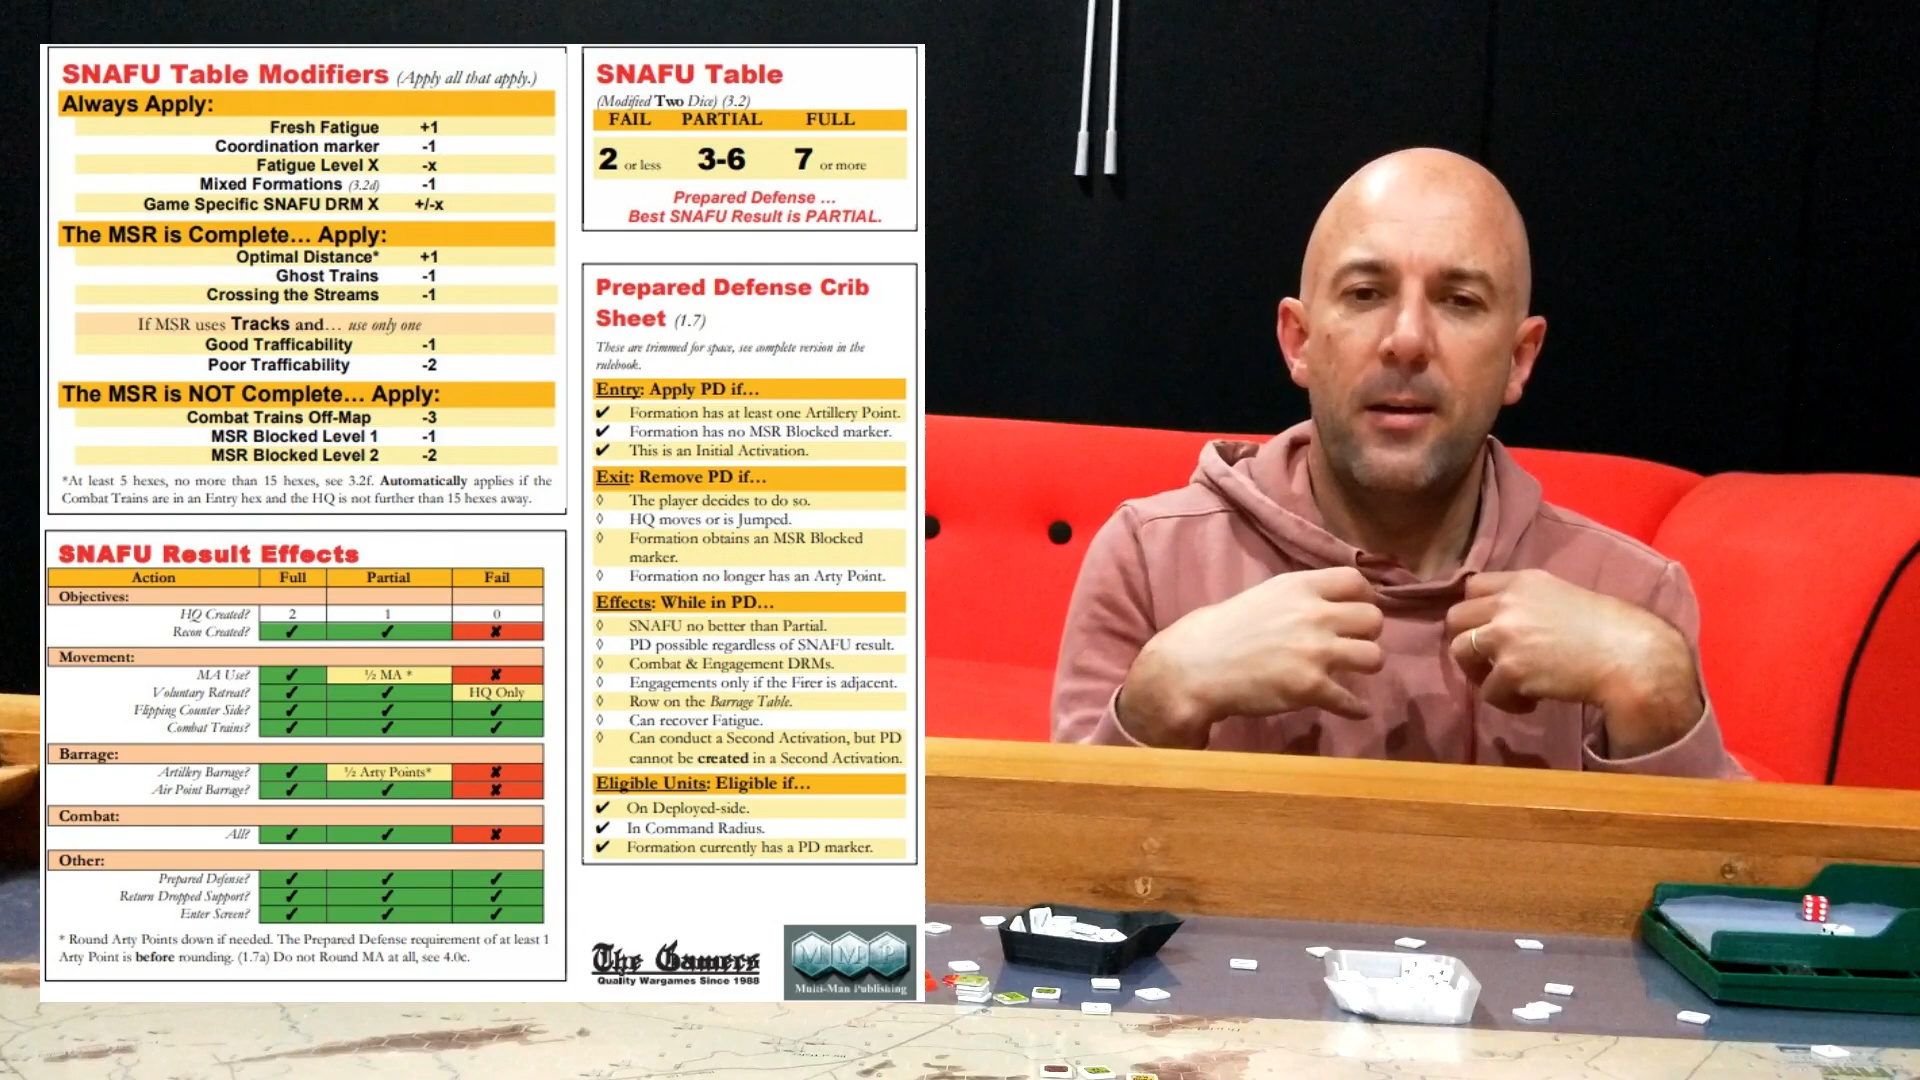 SNAFU Table Modifiers (Apply all that apply.)
Always Apply:
Fresh Fatigue +1
Coordination marker -1
Fatigue Level X -x
Mixed Formations (3.2d) -1
Game Specific SNAFU DRM X +/-x
The MSR is Complete… Apply:
Optimal Distance* +1
Ghost Trains -1
Crossing the Streams -1
If MSR uses Tracks and… use only one
Good Trafficability -1
Poor Trafficability -2
The MSR is NOT Complete… Apply:
Combat Trains Off-Map -3
MSR Blocked Level 1 -1
MSR Blocked Level 2 -2
*At least 5 hexes, no more than 15 hexes, see 3.2f. Automatically applies if the
Combat Trains are in an Entry hex and the HQ is not further than 15 hexes away.
SNAFU Result Effects
Action Full Partial Fail
Objectives:
HQ Created? 2 1 0
Recon Created? ✓ ✓ ✘
Movement:
MA Use? ✓ ½ MA * ✘
Voluntary Retreat? ✓ ✓ HQ Only
Flipping Counter Side? ✓ ✓ ✓
Combat Trains? ✓ ✓ ✓
Barrage:
Artillery Barrage? ✓ ½ Arty Points* ✘
Air Point Barrage? ✓ ✓ ✘
Combat:
All? ✓ ✓ ✘
Other:
Prepared Defense? ✓ ✓ ✓
Return Dropped Support? ✓ ✓ ✓
Enter Screen? ✓ ✓ ✓
* Round Arty Points down if needed. The Prepared Defense requirement of at least 1
Arty Point is before rounding. (1.7a) Do not Round MA at all, see 4.0c.
SNAFU Table
(Modified Two Dice) (3.2)
FAIL PARTIAL FULL
2 or less 3-6 7 or more
Prepared Defense …
Best SNAFU Result is PARTIAL.
Prepared Defense Crib
Sheet (1.7)
These are trimmed for space, see complete version in the
rulebook.
Entry: Apply PD if…
✔ Formation has at least one Artillery Point.
✔ Formation has no MSR Blocked marker.
✔ This is an Initial Activation.
Exit: Remove PD if…
◊ The player decides to do so.
◊ HQ moves or is Jumped.
◊ Formation obtains an MSR Blocked
marker.
◊ Formation no longer has an Arty Point.
Effects: While in PD…
◊ SNAFU no better than Partial.
◊ PD possible regardless of SNAFU result.
◊ Combat & Engagement DRMs.
◊ Engagements only if the Firer is adjacent.
◊ Row on the Barrage Table.
◊ Can recover Fatigue.
◊ Can conduct a Second Activation, but PD
cannot be created in a Second Activation.
Eligible Units: Eligible if…
✔ On Deployed-side.
✔ In Command Radius.
✔ Formation currently has a PD marker.
The Gamers
Quality Wargames Since 1988
MMP
Multi-Man Publishing